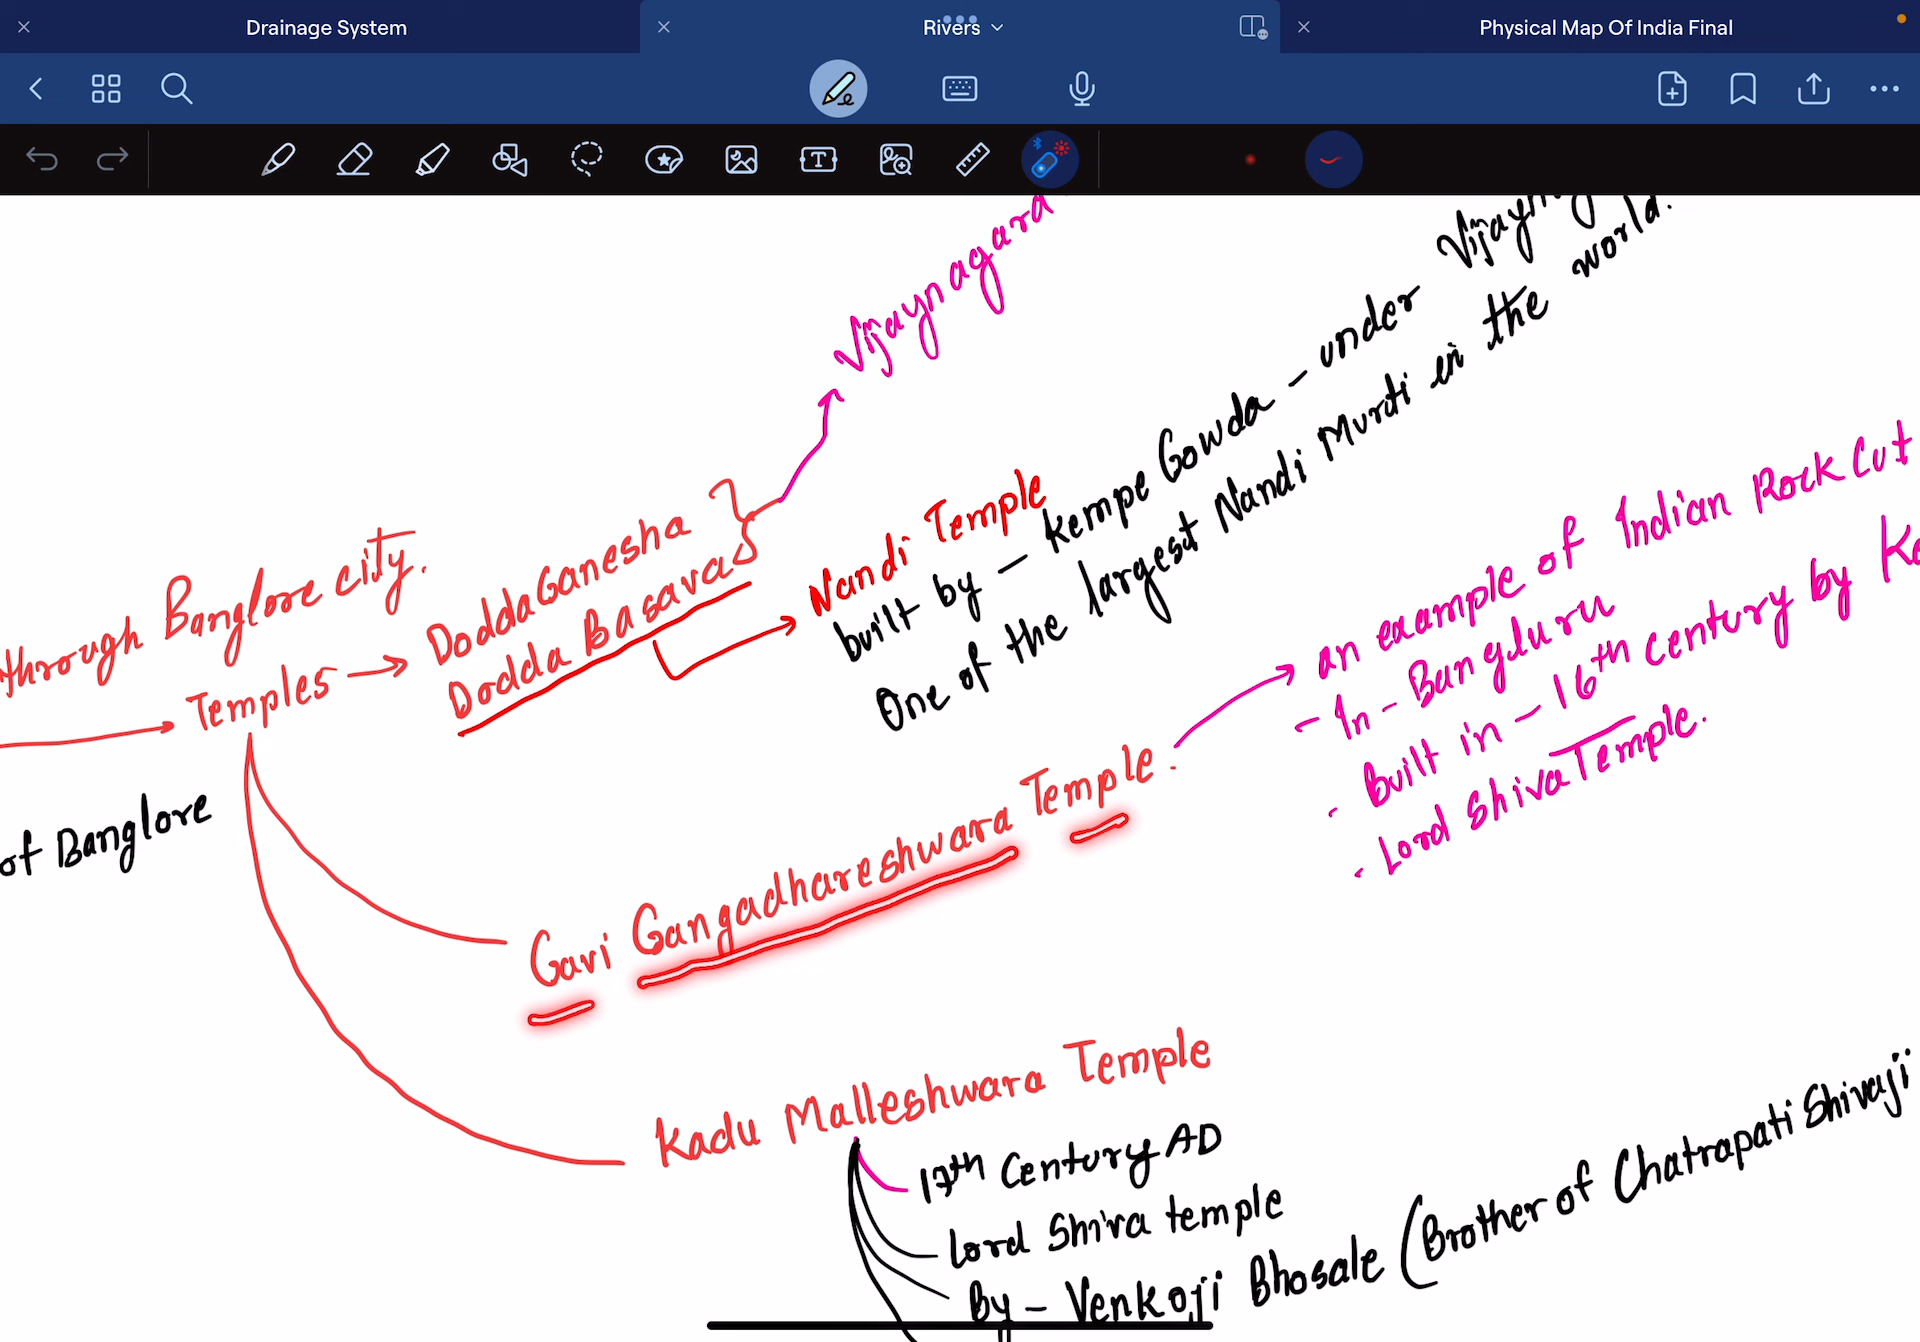 Drainage System
Rivers
Physical Map Of India Final
Vijaynagara
through Banglore city.
Temples
Dodda Ganesha
Dodda Basava
Nandi Temple
built by - Kempe Gowda - under
One of the largest Nandi Murti in the world.
of Banglore
Gavi Gangadhareshwara Temple.
an example of Indian Rock Cut
- In - Bangluru
- Built in - 16th century by
- Lord Shiva Temple.
Kadu Malleshwara Temple
17th Century AD
lord Shiva temple
By - Venkoji Bhosale (Brother of Chatrapati Shivaji